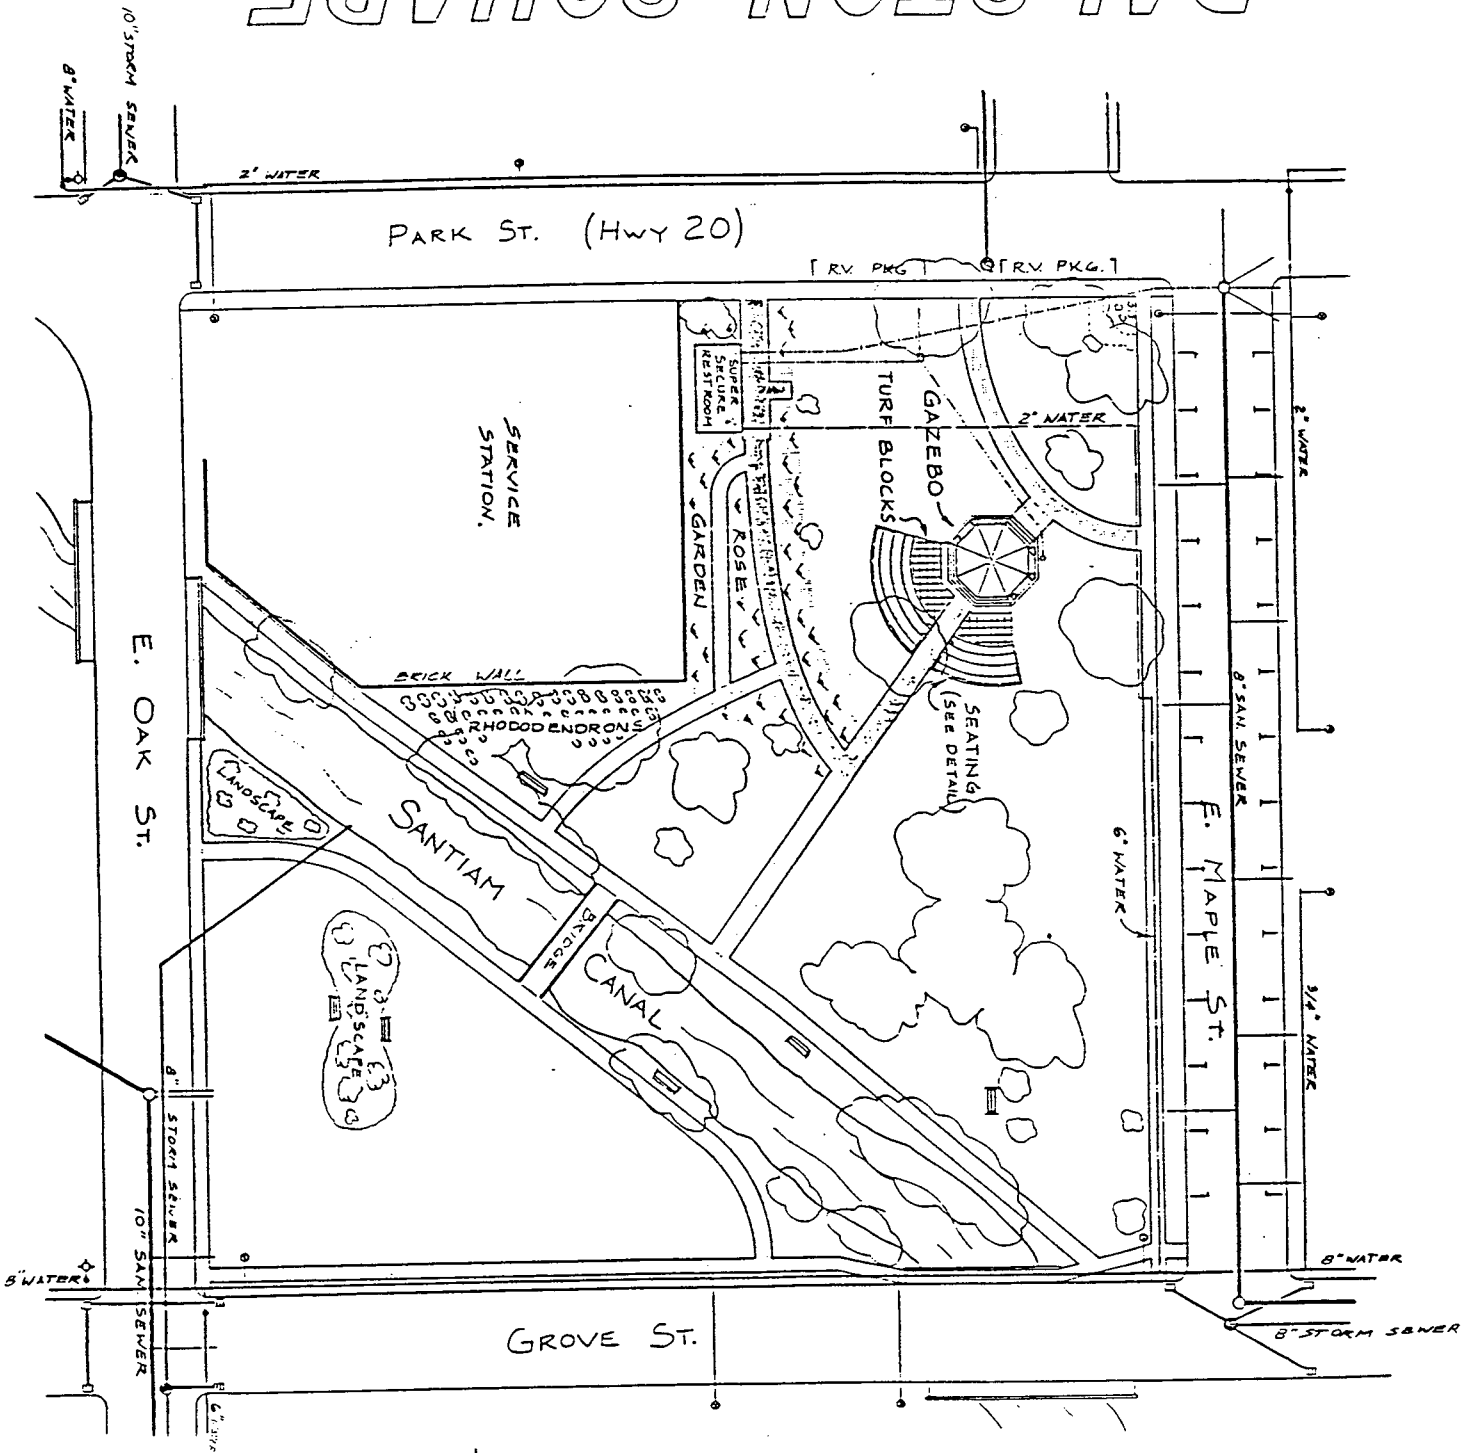 RALSTON SQUARE
10" STORM SEWER
8" WATER
2" WATER
PARK ST. (HWY 20)
R.V. PKG
R.V. PKG.
SUPER
SECURE
RESTROOM
GAZEBO
TURF BLOCKS
2" WATER
2" WATER
SERVICE
STATION.
ROSE
GARDEN
BRICK WALL
RHODODENDRONS
SEATING
(SEE DETAIL)
8" SAN. SEWER
E. OAK ST.
LANDSCAPE
SANTIAM
BRIDGE
CANAL
6" WATER
E. MAPLE ST.
3/4" WATER
LANDSCAPE
8" STORM SEWER
10" SAN SEWER
8" WATER
8" WATER
GROVE ST.
8" STORM SEWER